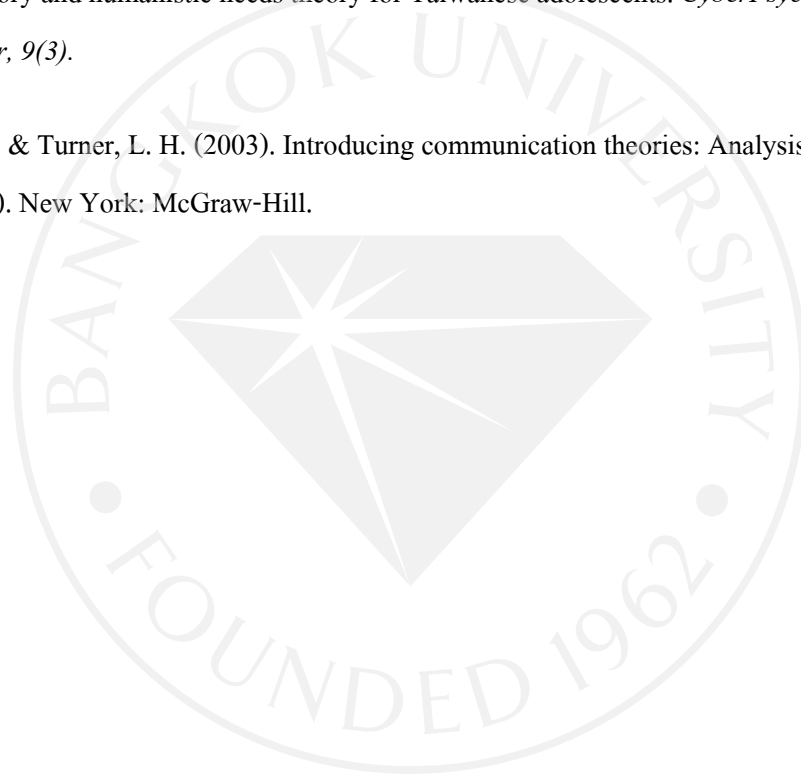 ory and humanistic needs theory for Taiwanese adolescents.
r, 9(3).
& Turner, L. H. (2003). Introducing communication theories: Analysis
). New York: McGraw-Hill.
BANGKOK UNIVERSITY
• FOUNDED 1962 •